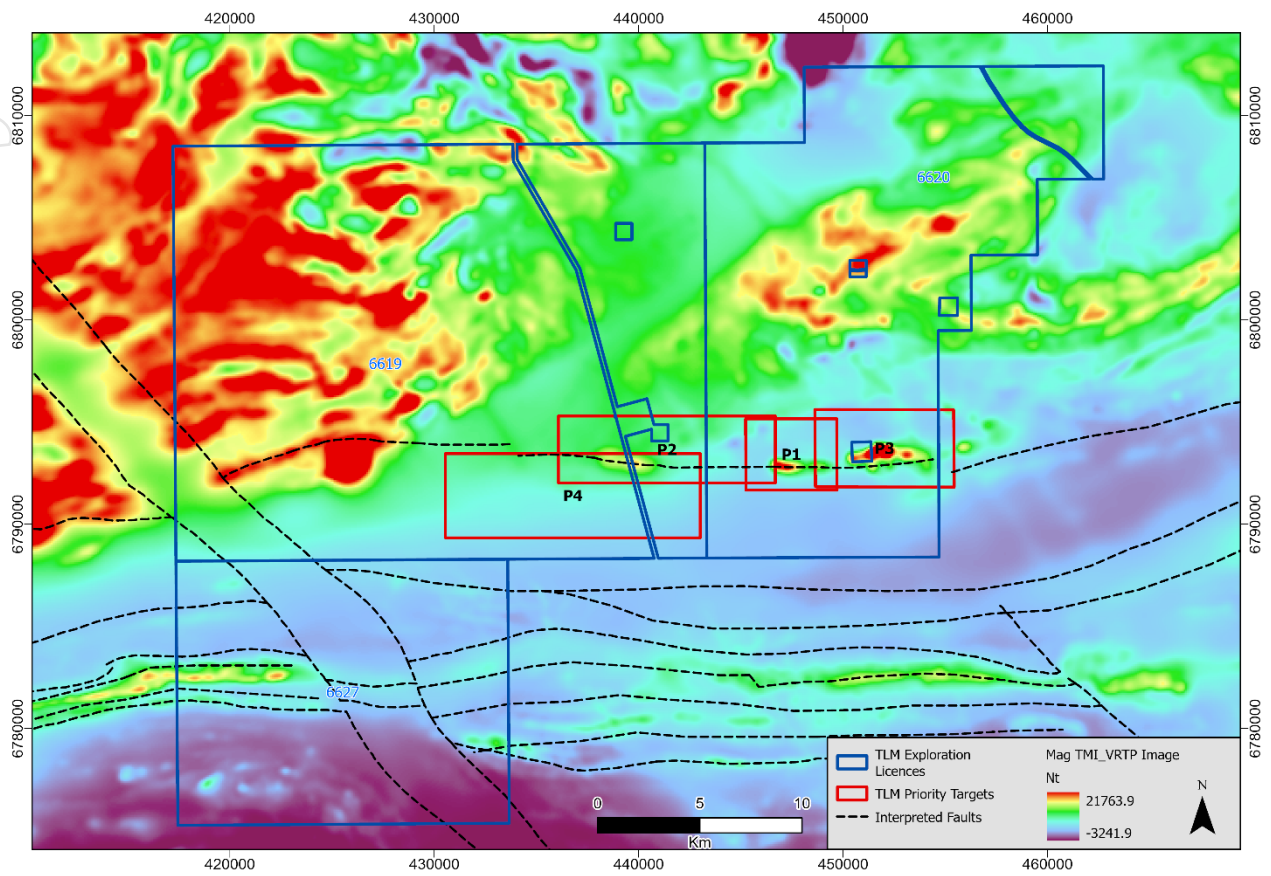 420000 430000 440000 450000 460000
6810000 6810000
6620
6800000 6800000
6619
P2
P1 P3
P4
6790000 6790000
6627
6780000 6780000
TLM Exploration Licences
TLM Priority Targets
Interpreted Faults
Mag TMI_VRTP Image
Nt
21763.9
-3241.9
N
0 5 10
Km
420000 430000 440000 450000 460000